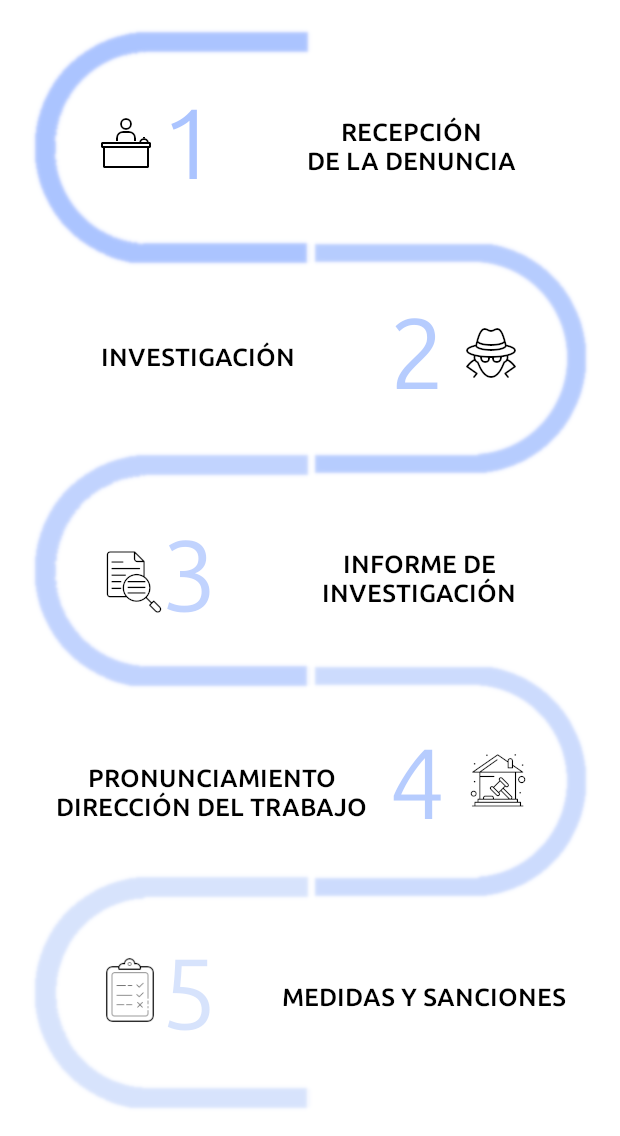 1
RECEPCIÓN
DE LA DENUNCIA
INVESTIGACIÓN
2
3
INFORME DE
INVESTIGACIÓN
PRONUNCIAMIENTO
DIRECCIÓN DEL TRABAJO
4
5
MEDIDAS Y SANCIONES